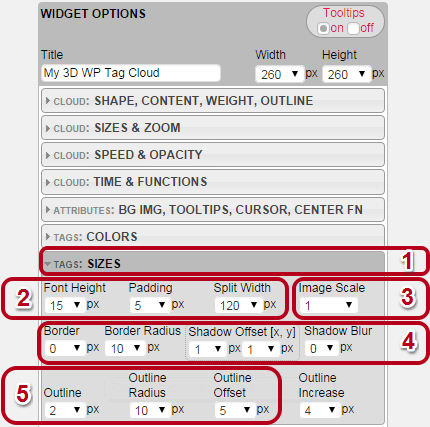 WIDGET OPTIONS
Tooltips
on off
Title Width Height
My 3D WP Tag Cloud 260 px 260 px
CLOUD: SHAPE, CONTENT, WEIGHT, OUTLINE
CLOUD: SIZES & ZOOM
CLOUD: SPEED & OPACITY
CLOUD: TIME & FUNCTIONS
ATTRIBUTES: BG IMG, TOOLTIPS, CURSOR, CENTER FN
TAGS: COLORS
TAGS: SIZES 1
2 Font Height Padding Split Width Image Scale 3
15 px 5 px 120 px 1
Border Border Radius Shadow Offset [x, y] Shadow Blur 4
0 px 10 px 1 px 1 px 0 px
5 Outline Outline Radius Outline Offset Outline Increase
2 px 10 px 5 px 4 px